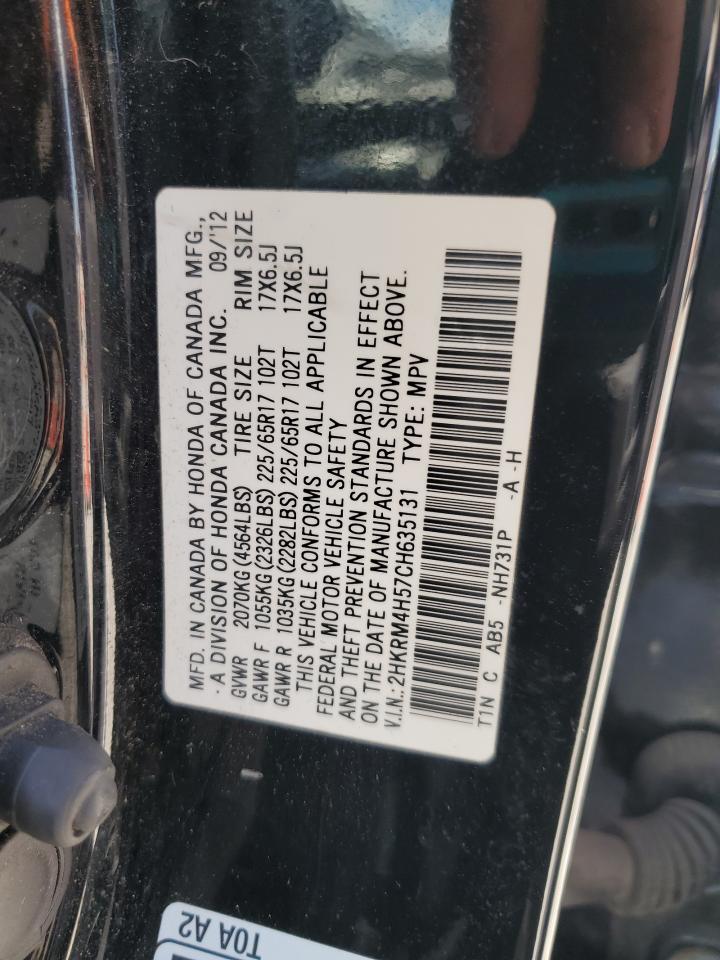 MFD. IN CANADA BY HONDA OF CANADA MFG.,
- A DIVISION OF HONDA CANADA INC. 09/'12
GVWR 2070KG (4564LBS) TIRE SIZE RIM SIZE
GAWR F 1055KG (2326LBS) 225/65R17 102T 17X6.5J
GAWR R 1035KG (2282LBS) 225/65R17 102T 17X6.5J
THIS VEHICLE CONFORMS TO ALL APPLICABLE
FEDERAL MOTOR VEHICLE SAFETY
AND THEFT PREVENTION STANDARDS IN EFFECT
ON THE DATE OF MANUFACTURE SHOWN ABOVE.
V.I.N.: 2HKRM4H57CH635131 TYPE: MPV
T1N C AB5 -NH731P -A -H
TOA A2